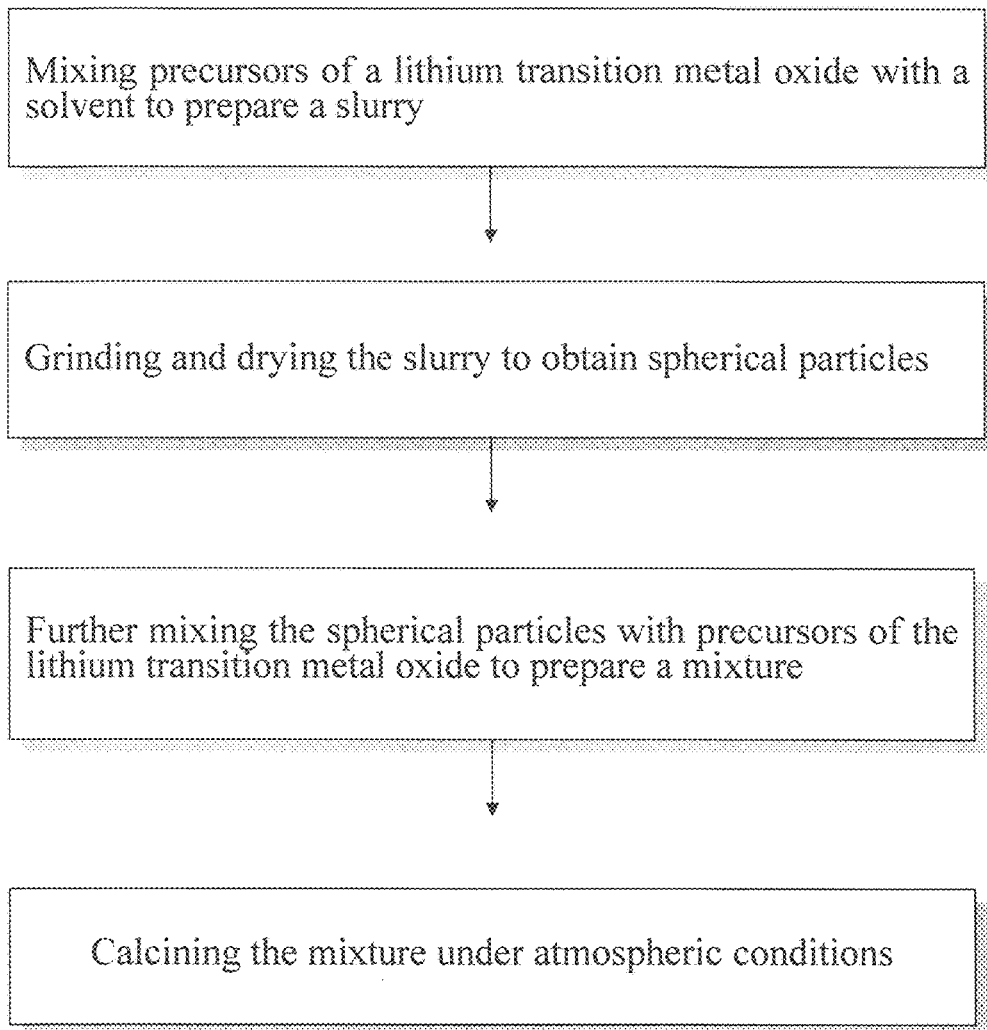 Mixing precursors of a lithium transition metal oxide with a
solvent to prepare a slurry
Grinding and drying the slurry to obtain spherical particles
Further mixing the spherical particles with precursors of the
lithium transition metal oxide to prepare a mixture
Calcining the mixture under atmospheric conditions